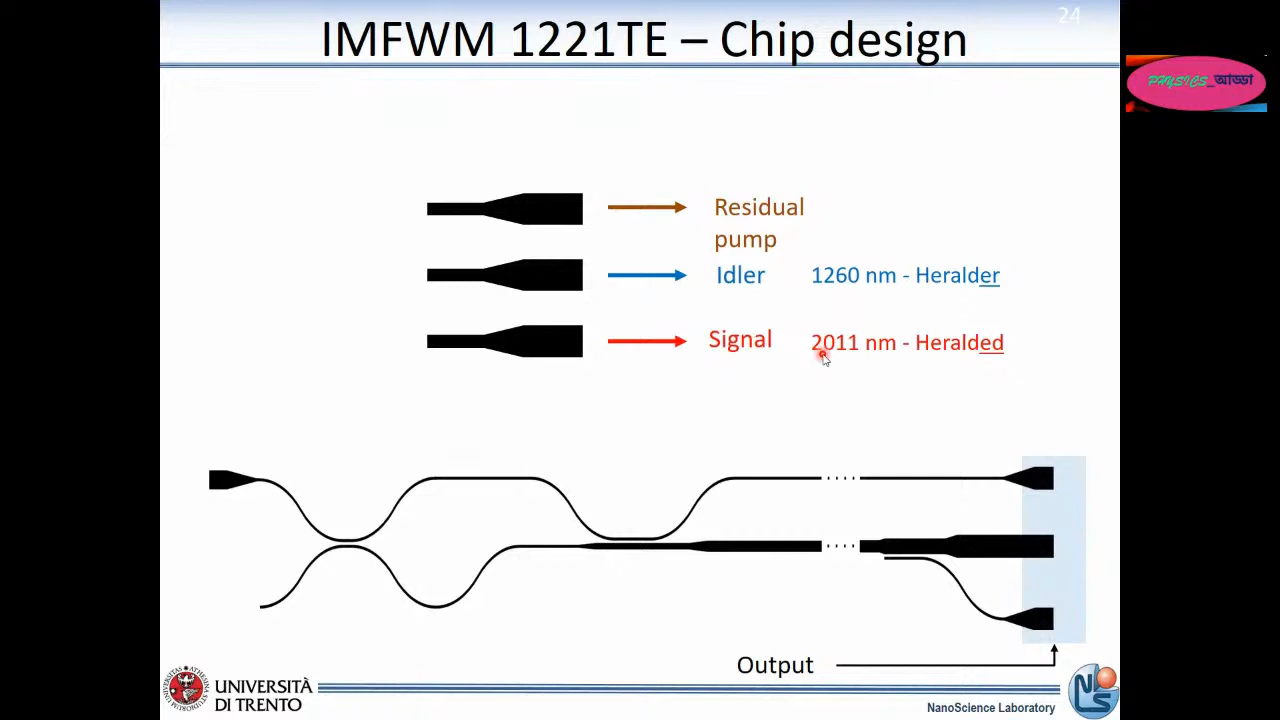 24
IMFWM 1221TE – Chip design
PHYSICS_আড্ডা
Residual
pump
Idler 1260 nm - Heralder
Signal 2011 nm - Heralded
Output
UNIVERSITÀ
DI TRENTO
NanoScience Laboratory